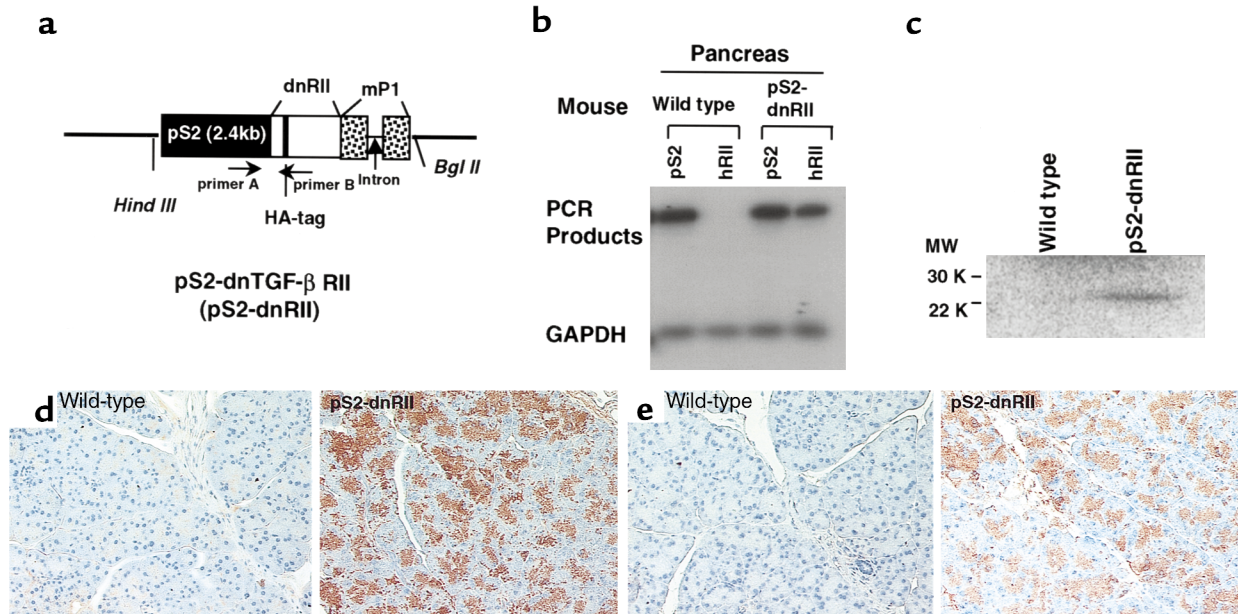 a
dnRII
mP1
pS2 (2.4kb)
Bgl II
primer A
primer B
Intron
Hind III
HA-tag
pS2-dnTGF-β RII
(pS2-dnRII)
b
Pancreas
Mouse
Wild type
pS2-
dnRII
pS2
hRII
pS2
hRII
PCR
Products
GAPDH
c
Wild type
pS2-dnRII
MW
30 K
22 K
d
Wild-type
pS2-dnRII
e
Wild-type
pS2-dnRII